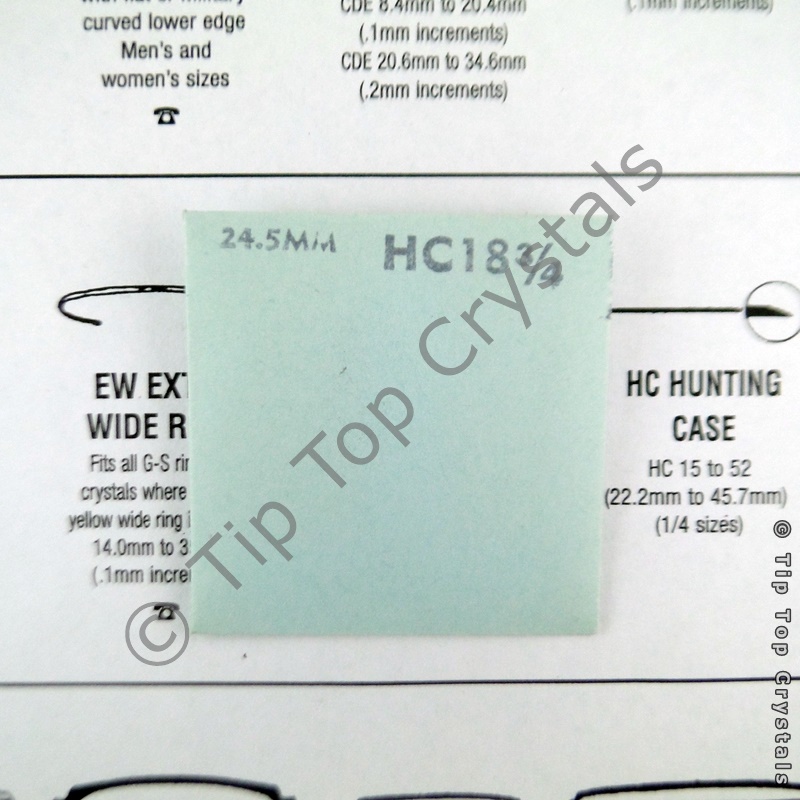 curved lower edge
Men's and
women's sizes
CDE 8.4mm to 20.4mm
(.1mm increments)
CDE 20.6mm to 34.6mm
(.2mm increments)
(.1mm increments)
24.5MM HC18¾
EW EXT
WIDE R
Fits all G-S rin
crystals where
yellow wide ring i
14.0mm to 3
(.1mm incre
HC HUNTING
CASE
HC 15 to 52
(22.2mm to 45.7mm)
(1/4 sizes)
© Tip Top Crystals
© Tip Top Crystals